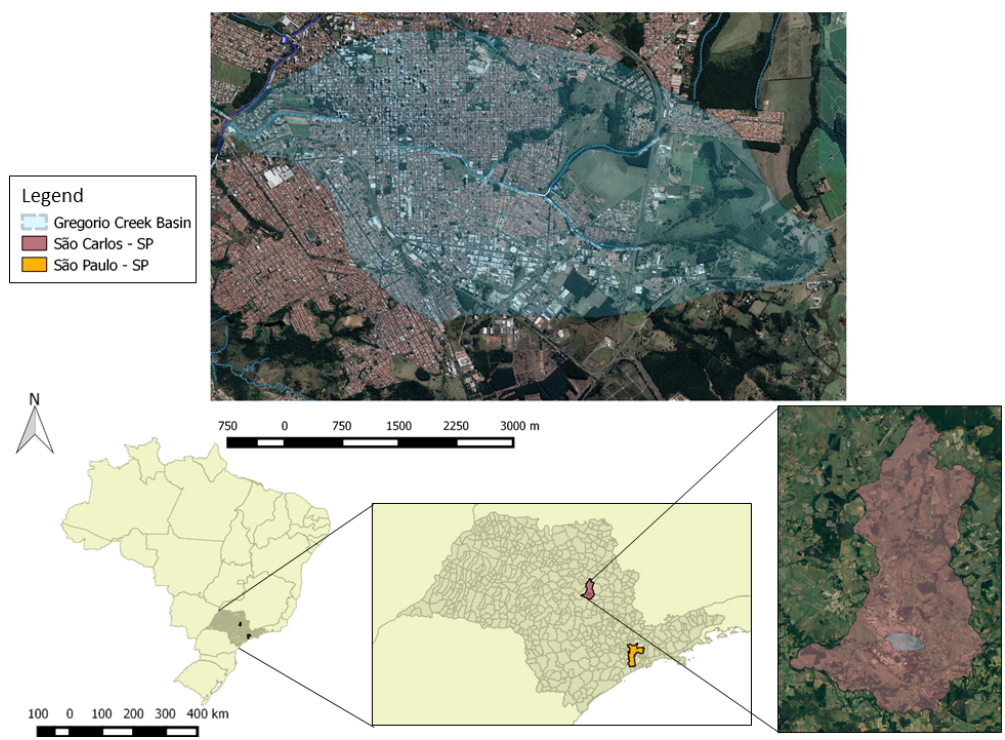 Legend
Gregorio Creek Basin
São Carlos - SP
São Paulo - SP
N
750 0 750 1500 2250 3000 m
100 0 100 200 300 400 km